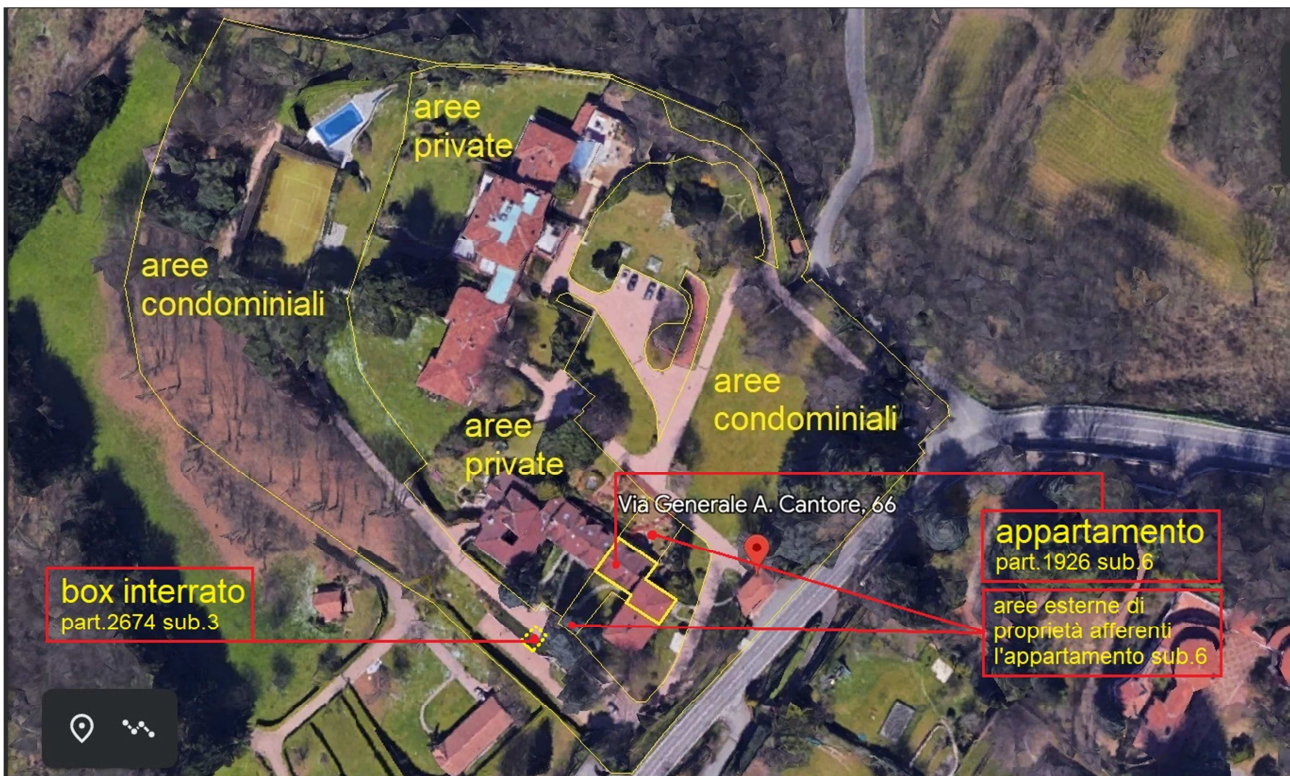 aree
private
aree
condominiali
aree
condominiali
aree
private
Via Generale A. Cantore, 66
appartamento
part.1926 sub.6
box interrato
part.2674 sub.3
aree esterne di
proprietà afferenti
l'appartamento sub.6